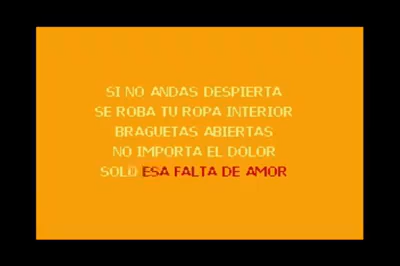 SI NO ANDAS DESPIERTA
SE ROBA TU ROPA INTERIOR
BRAGUETAS ABIERTAS
NO IMPORTA EL DOLOR
SOLO ESA FALTA DE AMOR